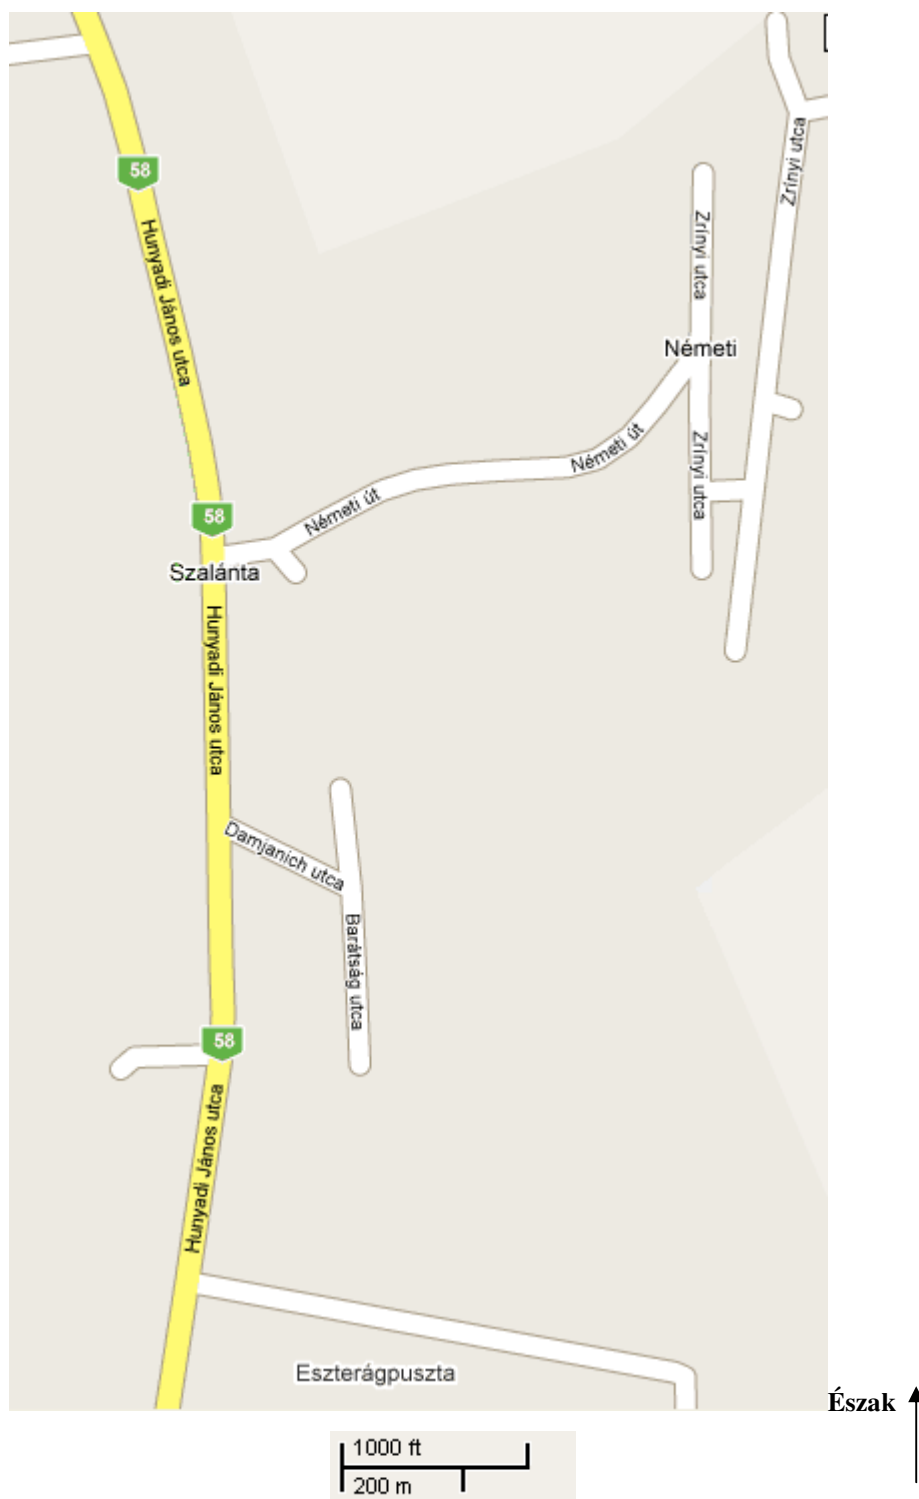 58
Hunyadi János utca
Zrínyi utca
Zrínyi utca
Németi
Németi út
Zrínyi utca
Németi út
58
Szalánta
Hunyadi János utca
Damjanich utca
Barátság utca
58
Hunyadi János utca
Eszterágpuszta
Észak
1000 ft
200 m